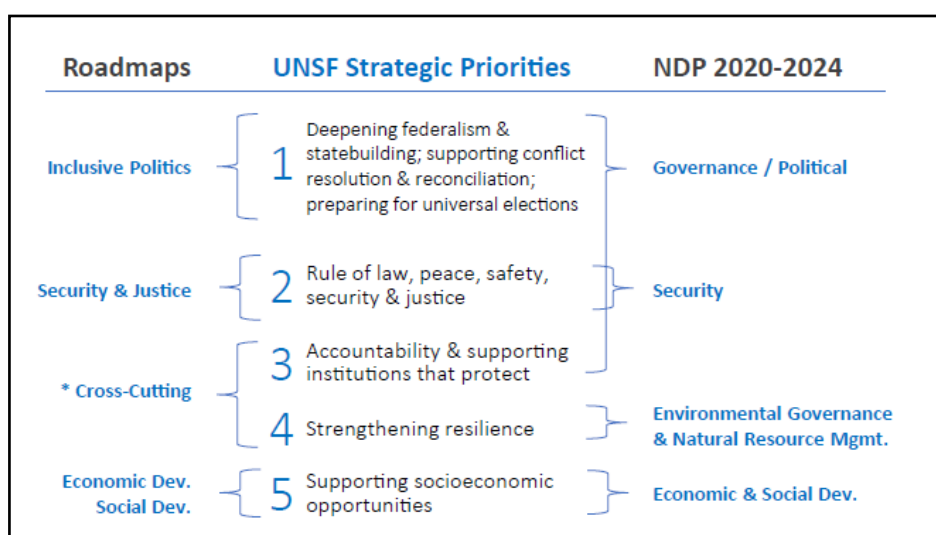 Roadmaps UNSF Strategic Priorities NDP 2020-2024
Inclusive Politics
1
Deepening federalism &
statebuilding; supporting conflict
resolution & reconciliation;
preparing for universal elections
Governance / Political
Security & Justice
2
Rule of law, peace, safety,
security & justice
Security
* Cross-Cutting
3
Accountability & supporting
institutions that protect
4
Strengthening resilience
Environmental Governance
& Natural Resource Mgmt.
Economic Dev.
Social Dev.
5
Supporting socioeconomic
opportunities
Economic & Social Dev.